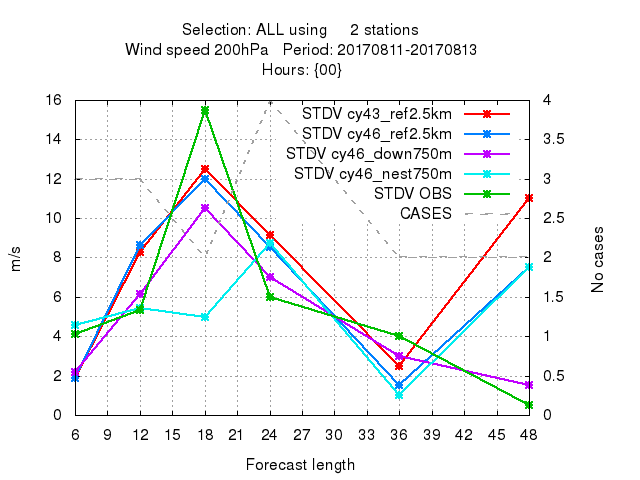 Selection: ALL using 2 stations
Wind speed 200hPa Period: 20170811-20170813
Hours: {00}
STDV cy43_ref2.5km
STDV cy46_ref2.5km
STDV cy46_down750m
STDV cy46_nest750m
STDV OBS
CASES
16
14
12
10
8
6
4
2
0
m/s
4
3.5
3
2.5
2
1.5
1
0.5
0
No cases
6 9 12 15 18 21 24 27 30 33 36 39 42 45 48
Forecast length